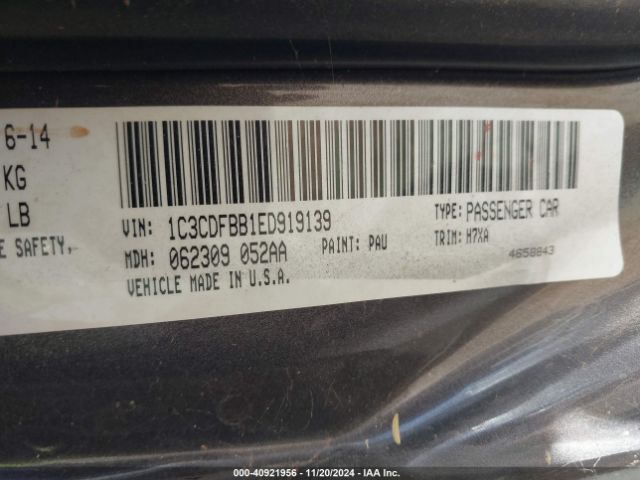 6-14
KG
LB
E SAFETY,
VIN: 1C3CDFBB1ED919139
TYPE: PASSENGER CAR
MDH: 062309 052AA
PAINT: PAU
TRIM: H7XA
VEHICLE MADE IN U.S.A.
4658843
000-40921956 - 11/20/2024 - IAA Inc.